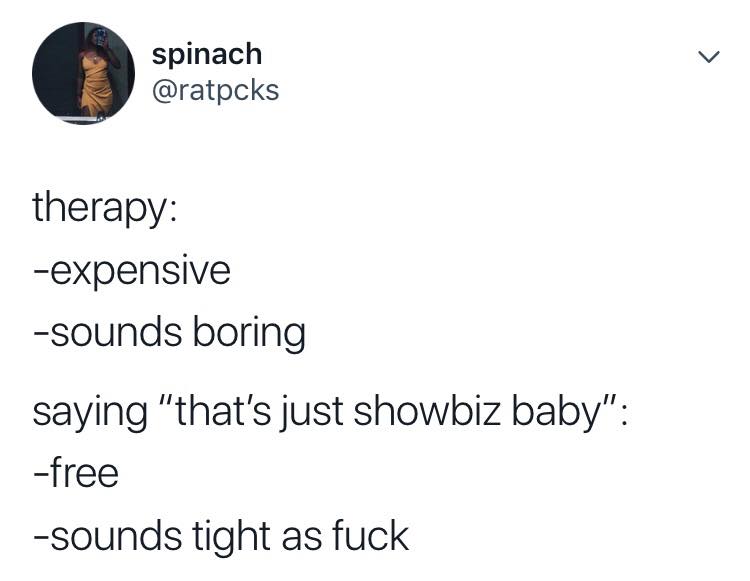 spinach
@ratpcks
therapy:
-expensive
-sounds boring
saying "that's just showbiz baby":
-free
-sounds tight as fuck